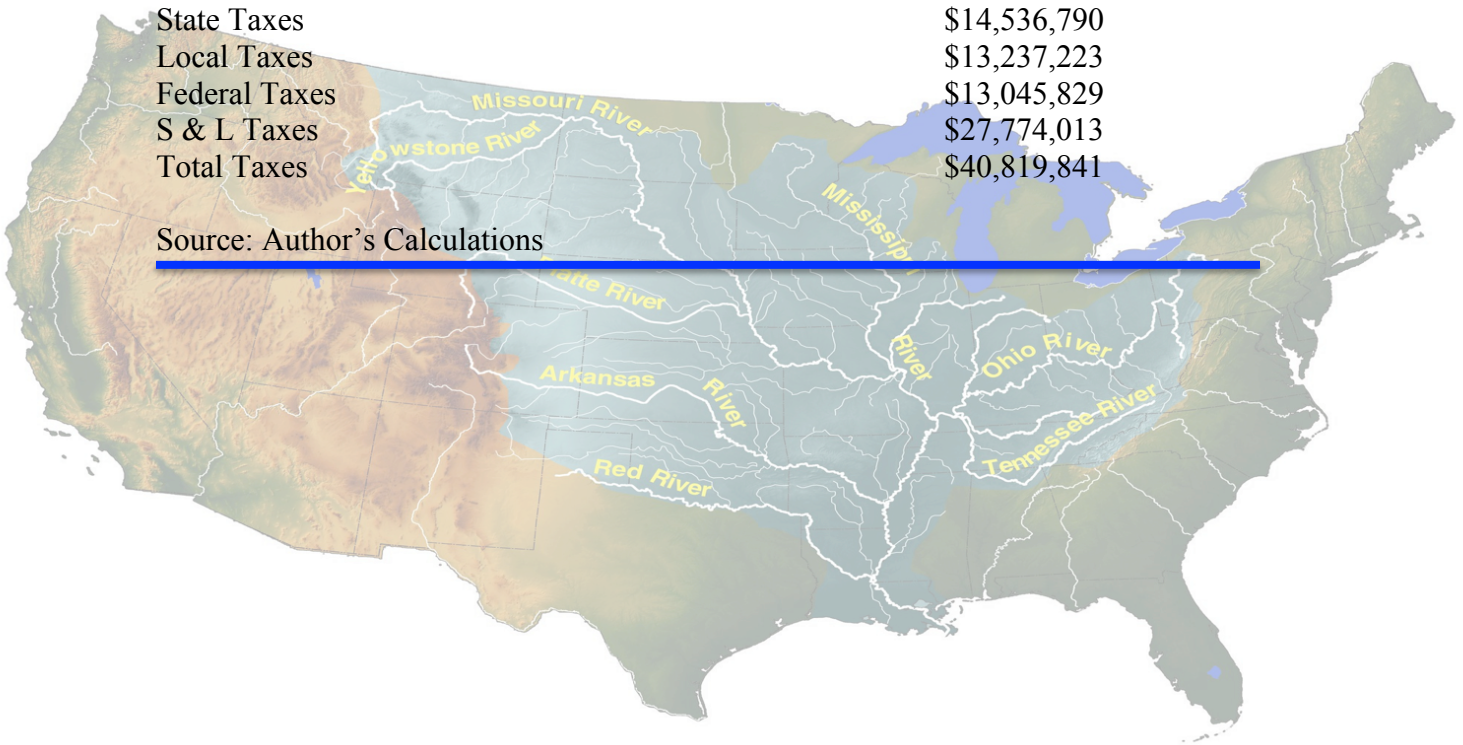 State Taxes $14,536,790
Local Taxes $13,237,223
Federal Taxes $13,045,829
S & L Taxes $27,774,013
Total Taxes $40,819,841
Source: Author’s Calculations
Missouri River
Yellowstone River
Mississippi
Platte River
River
Ohio River
Arkansas
River
Tennessee River
Red River